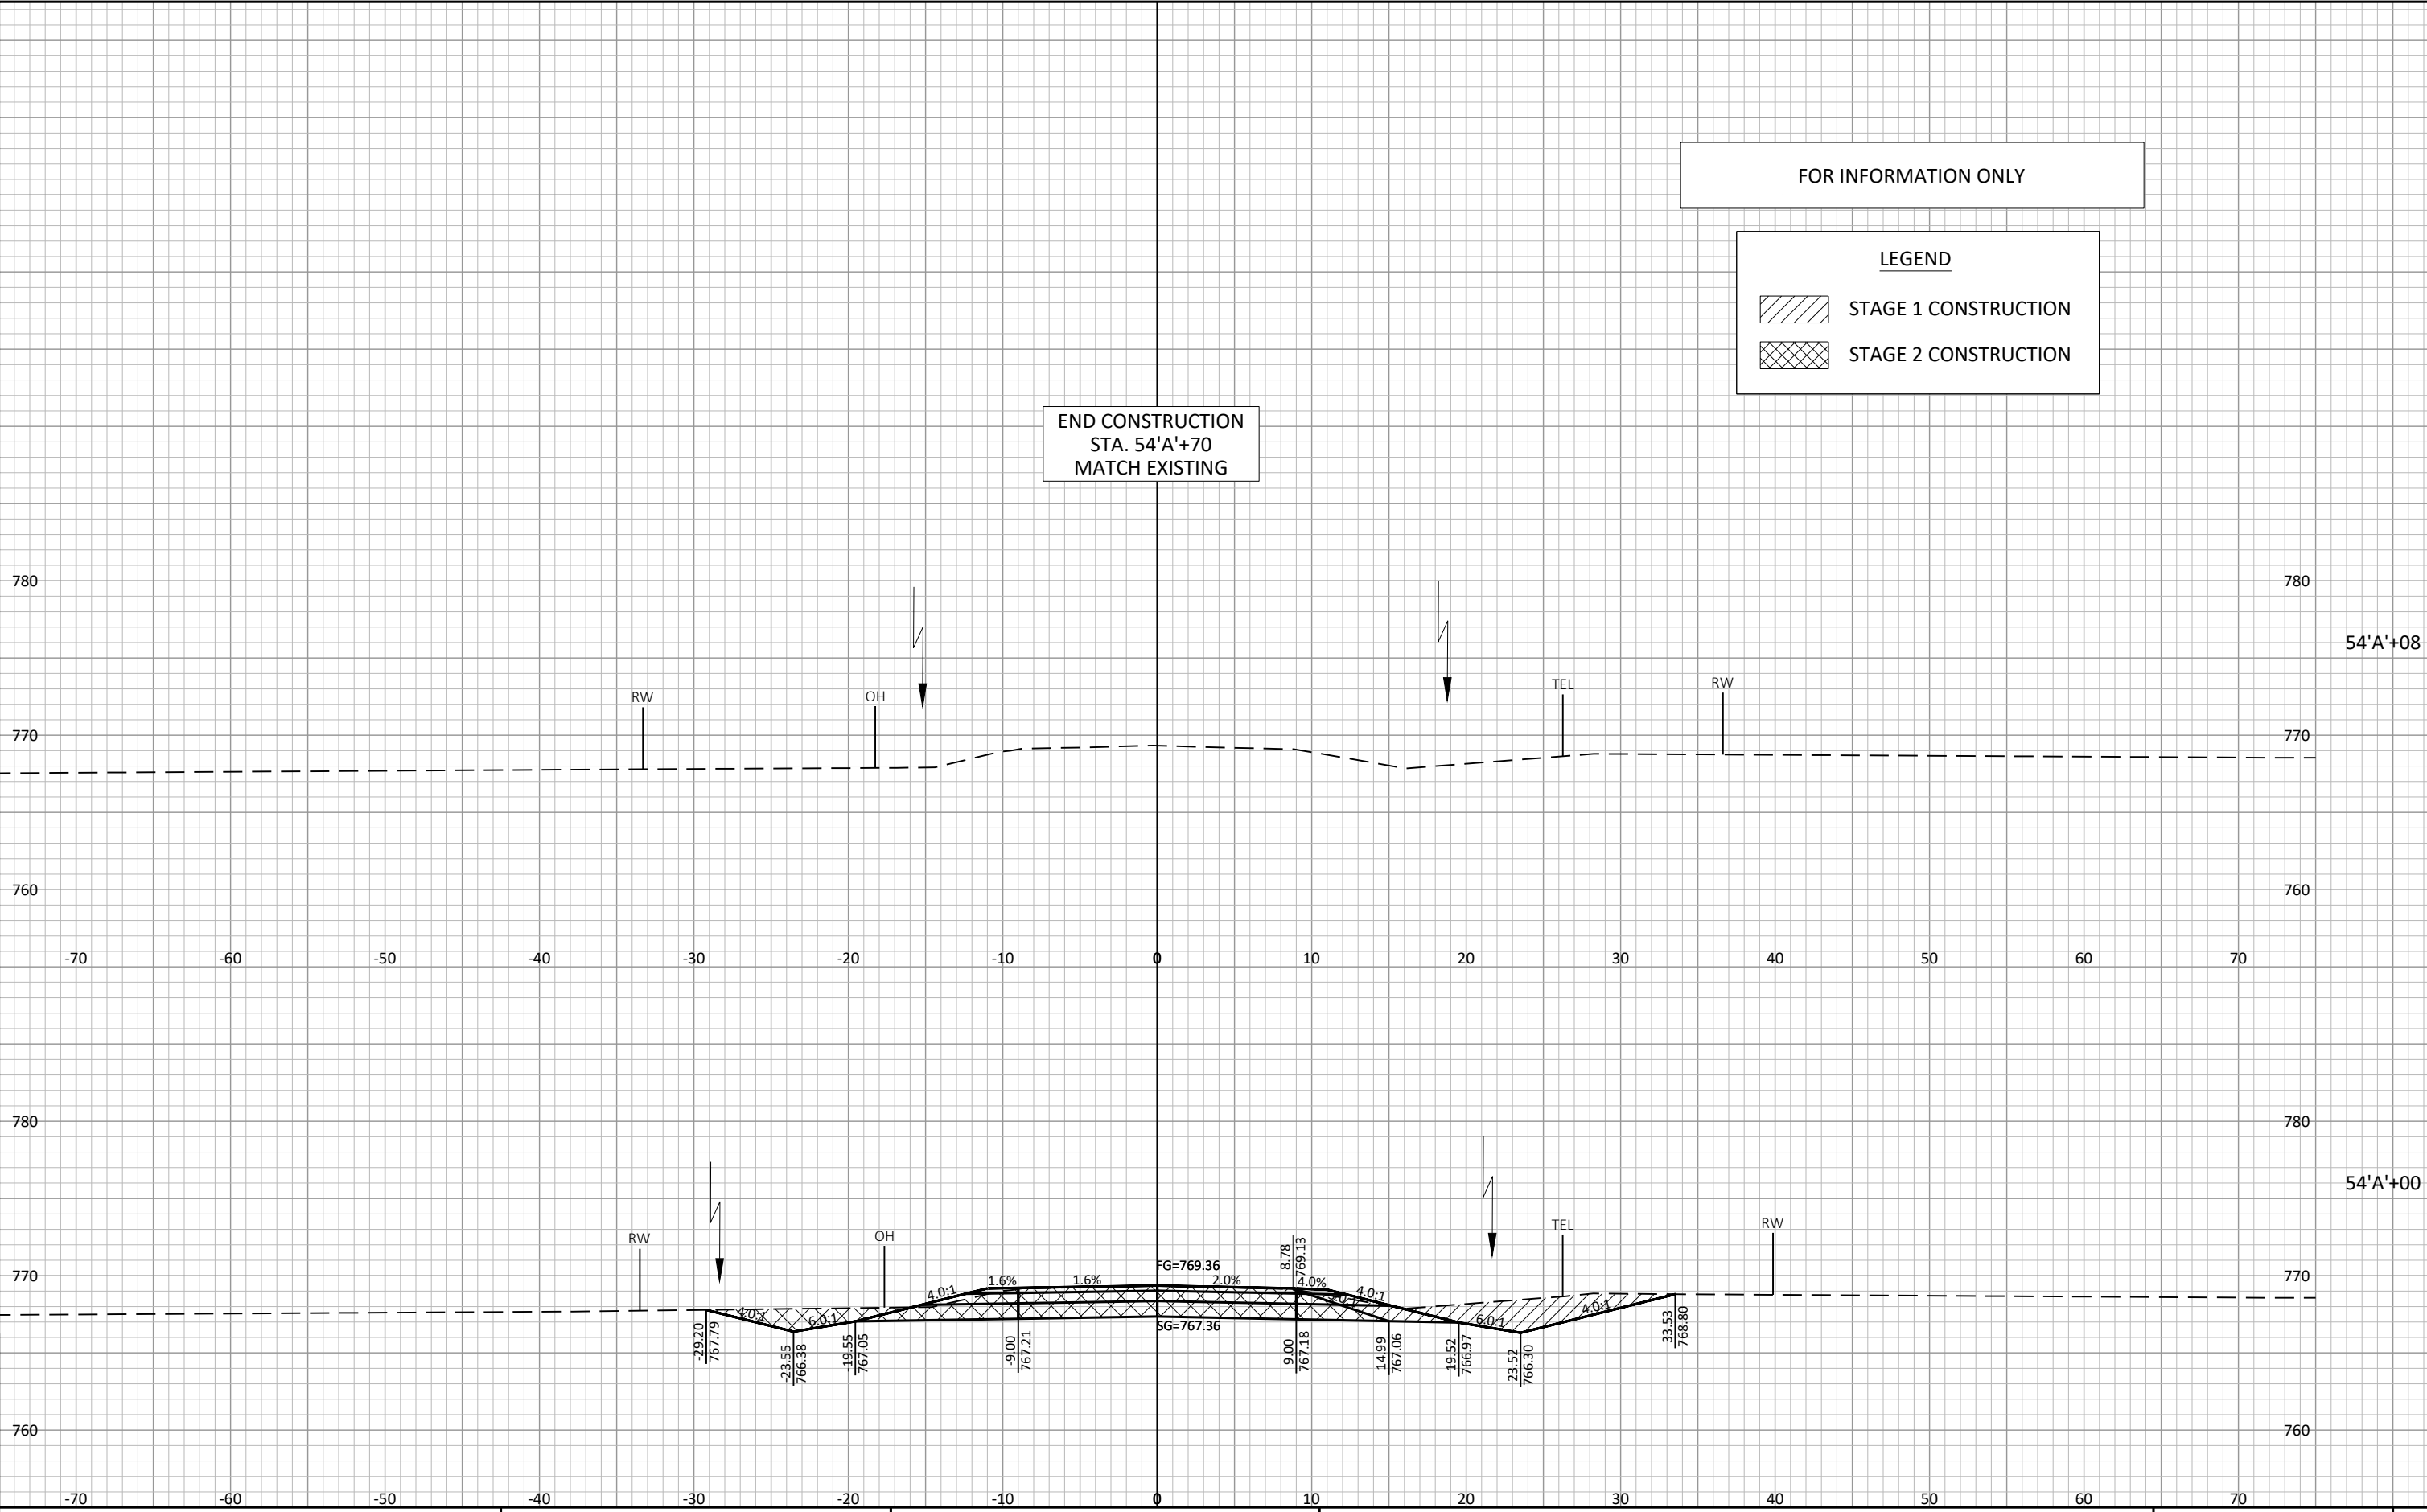 FOR INFORMATION ONLY
LEGEND
STAGE 1 CONSTRUCTION
STAGE 2 CONSTRUCTION
END CONSTRUCTION
STA. 54'A'+70
MATCH EXISTING
780 780
54'A'+08
RW OH TEL RW
770 770
760 760
-70 -60 -50 -40 -30 -20 -10 0 10 20 30 40 50 60 70
780 780
54'A'+00
RW OH TEL RW
8.78
769.13
FG=769.36
770 770
4.0:1 1.6% 1.6% 2.0% 4.0% 4.0:1
4.0:1 6.0:1 6.0:1 4.0:1
SG=767.36
-29.20
767.79
-23.55
766.38
-19.55
767.05
-9.00
767.21
9.00
767.18
14.99
767.06
19.52
766.97
23.52
766.30
33.53
768.80
760 760
-70 -60 -50 -40 -30 -20 -10 0 10 20 30 40 50 60 70